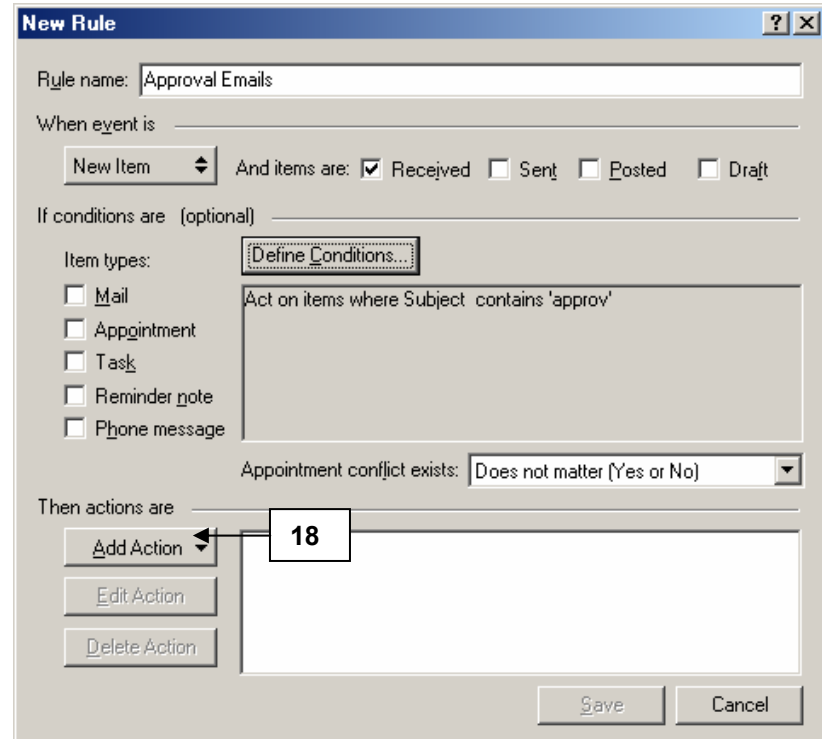 New Rule
Rule name: Approval Emails
When event is
New Item And items are: Received Sent Posted Draft
If conditions are (optional)
Item types: Define Conditions...
Mail
Act on items where Subject contains 'approv'
Appointment
Task
Reminder note
Phone message
Appointment conflict exists: Does not matter (Yes or No)
Then actions are
Add Action 18
Edit Action
Delete Action
Save Cancel